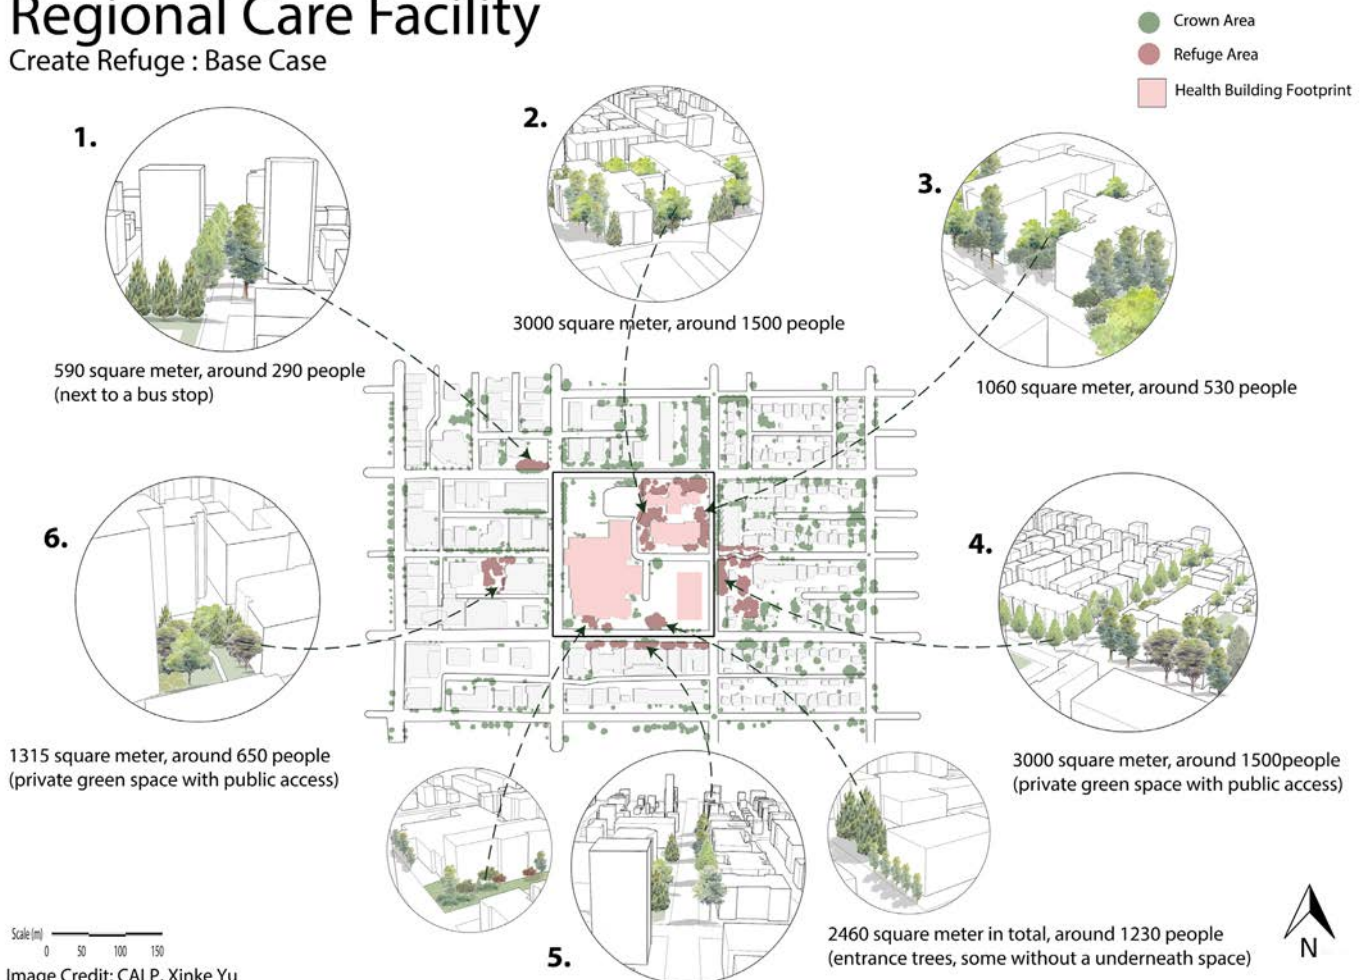 Regional Care Facility
Create Refuge : Base Case
Crown Area
Refuge Area
Health Building Footprint
1.
590 square meter, around 290 people
(next to a bus stop)
2.
3000 square meter, around 1500 people
3.
1060 square meter, around 530 people
6.
1315 square meter, around 650 people
(private green space with public access)
4.
3000 square meter, around 1500people
(private green space with public access)
5.
2460 square meter in total, around 1230 people
(entrance trees, some without a underneath space)
Scale (m)
0 50 100 150
Image Credit: CALP, Xinke Yu
N